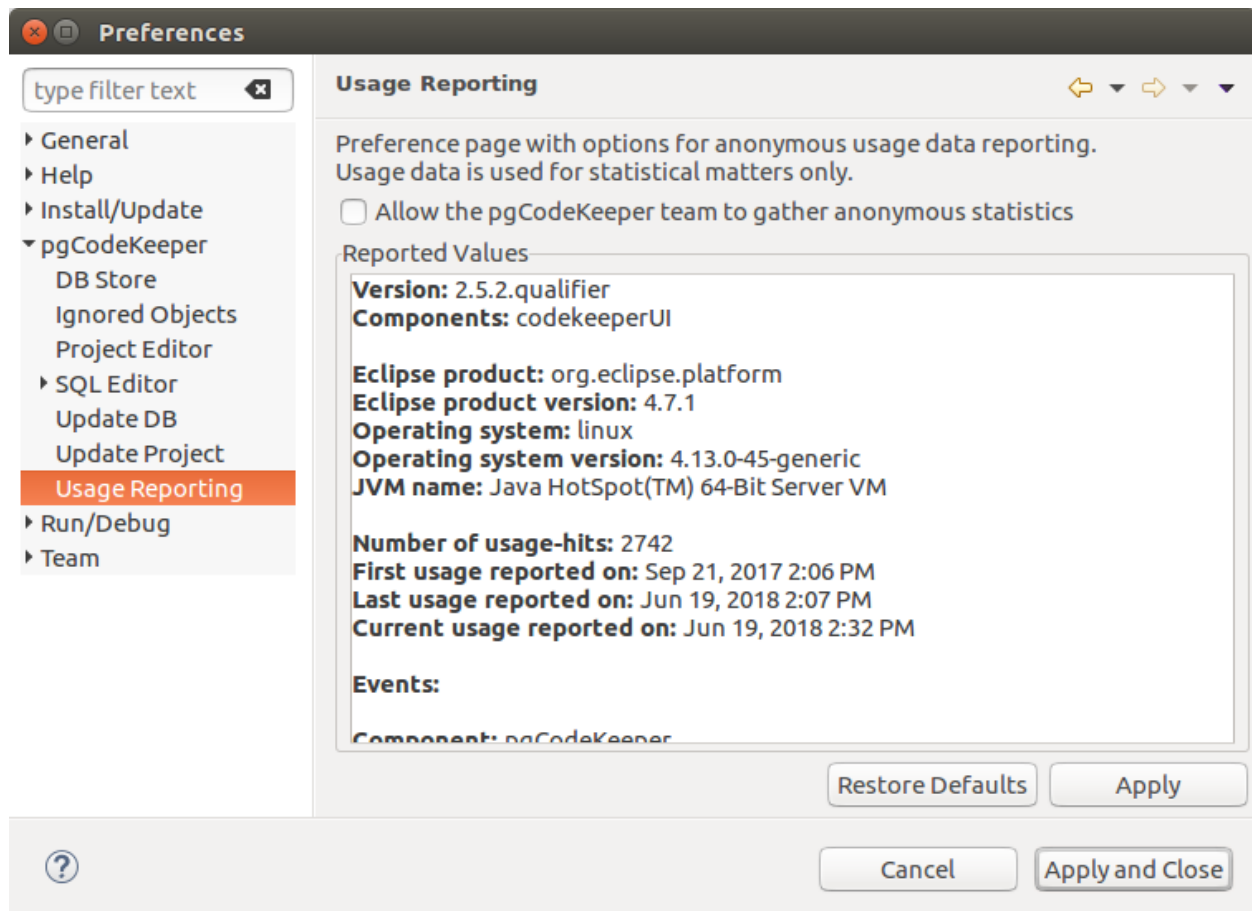 Preferences
type filter text
General
Help
Install/Update
pgCodeKeeper
DB Store
Ignored Objects
Project Editor
SQL Editor
Update DB
Update Project
Usage Reporting
Run/Debug
Team
Usage Reporting
Preference page with options for anonymous usage data reporting.
Usage data is used for statistical matters only.
Allow the pgCodeKeeper team to gather anonymous statistics
Reported Values
Version: 2.5.2.qualifier
Components: codekeeperUI
Eclipse product: org.eclipse.platform
Eclipse product version: 4.7.1
Operating system: linux
Operating system version: 4.13.0-45-generic
JVM name: Java HotSpot(TM) 64-Bit Server VM
Number of usage-hits: 2742
First usage reported on: Sep 21, 2017 2:06 PM
Last usage reported on: Jun 19, 2018 2:07 PM
Current usage reported on: Jun 19, 2018 2:32 PM
Events:
Component: pgCodeKeeper
Restore Defaults
Apply
?
Cancel
Apply and Close